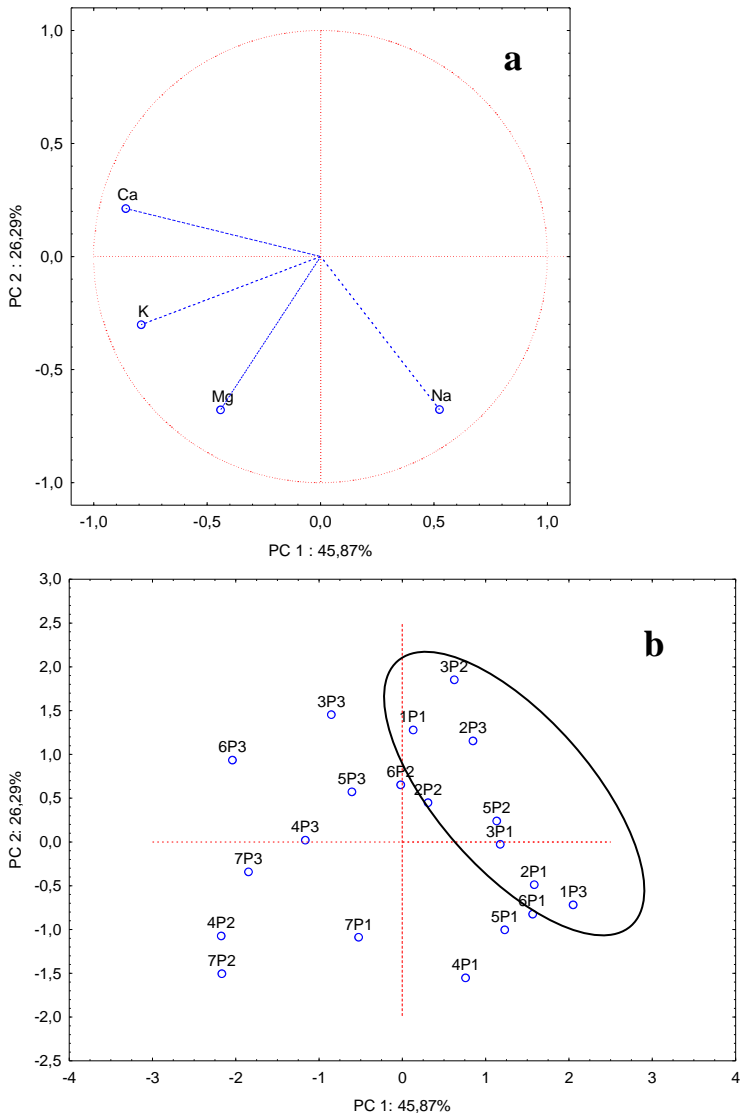 a
1,0
0,5
0,0
-0,5
-1,0
PC 2 : 26,29%
Ca
K
Mg
Na
-1,0 -0,5 0,0 0,5 1,0
PC 1 : 45,87%
b
3,0
2,5
2,0
1,5
1,0
0,5
0,0
-0,5
-1,0
-1,5
-2,0
-2,5
PC 2: 26,29%
3P2
3P3
1P1
2P3
6P3
5P3
6P2
2P2
5P2
4P3
3P1
7P3
2P1
1P3
6P1
4P2
7P1
5P1
7P2
4P1
-4 -3 -2 -1 0 1 2 3 4
PC 1: 45,87%